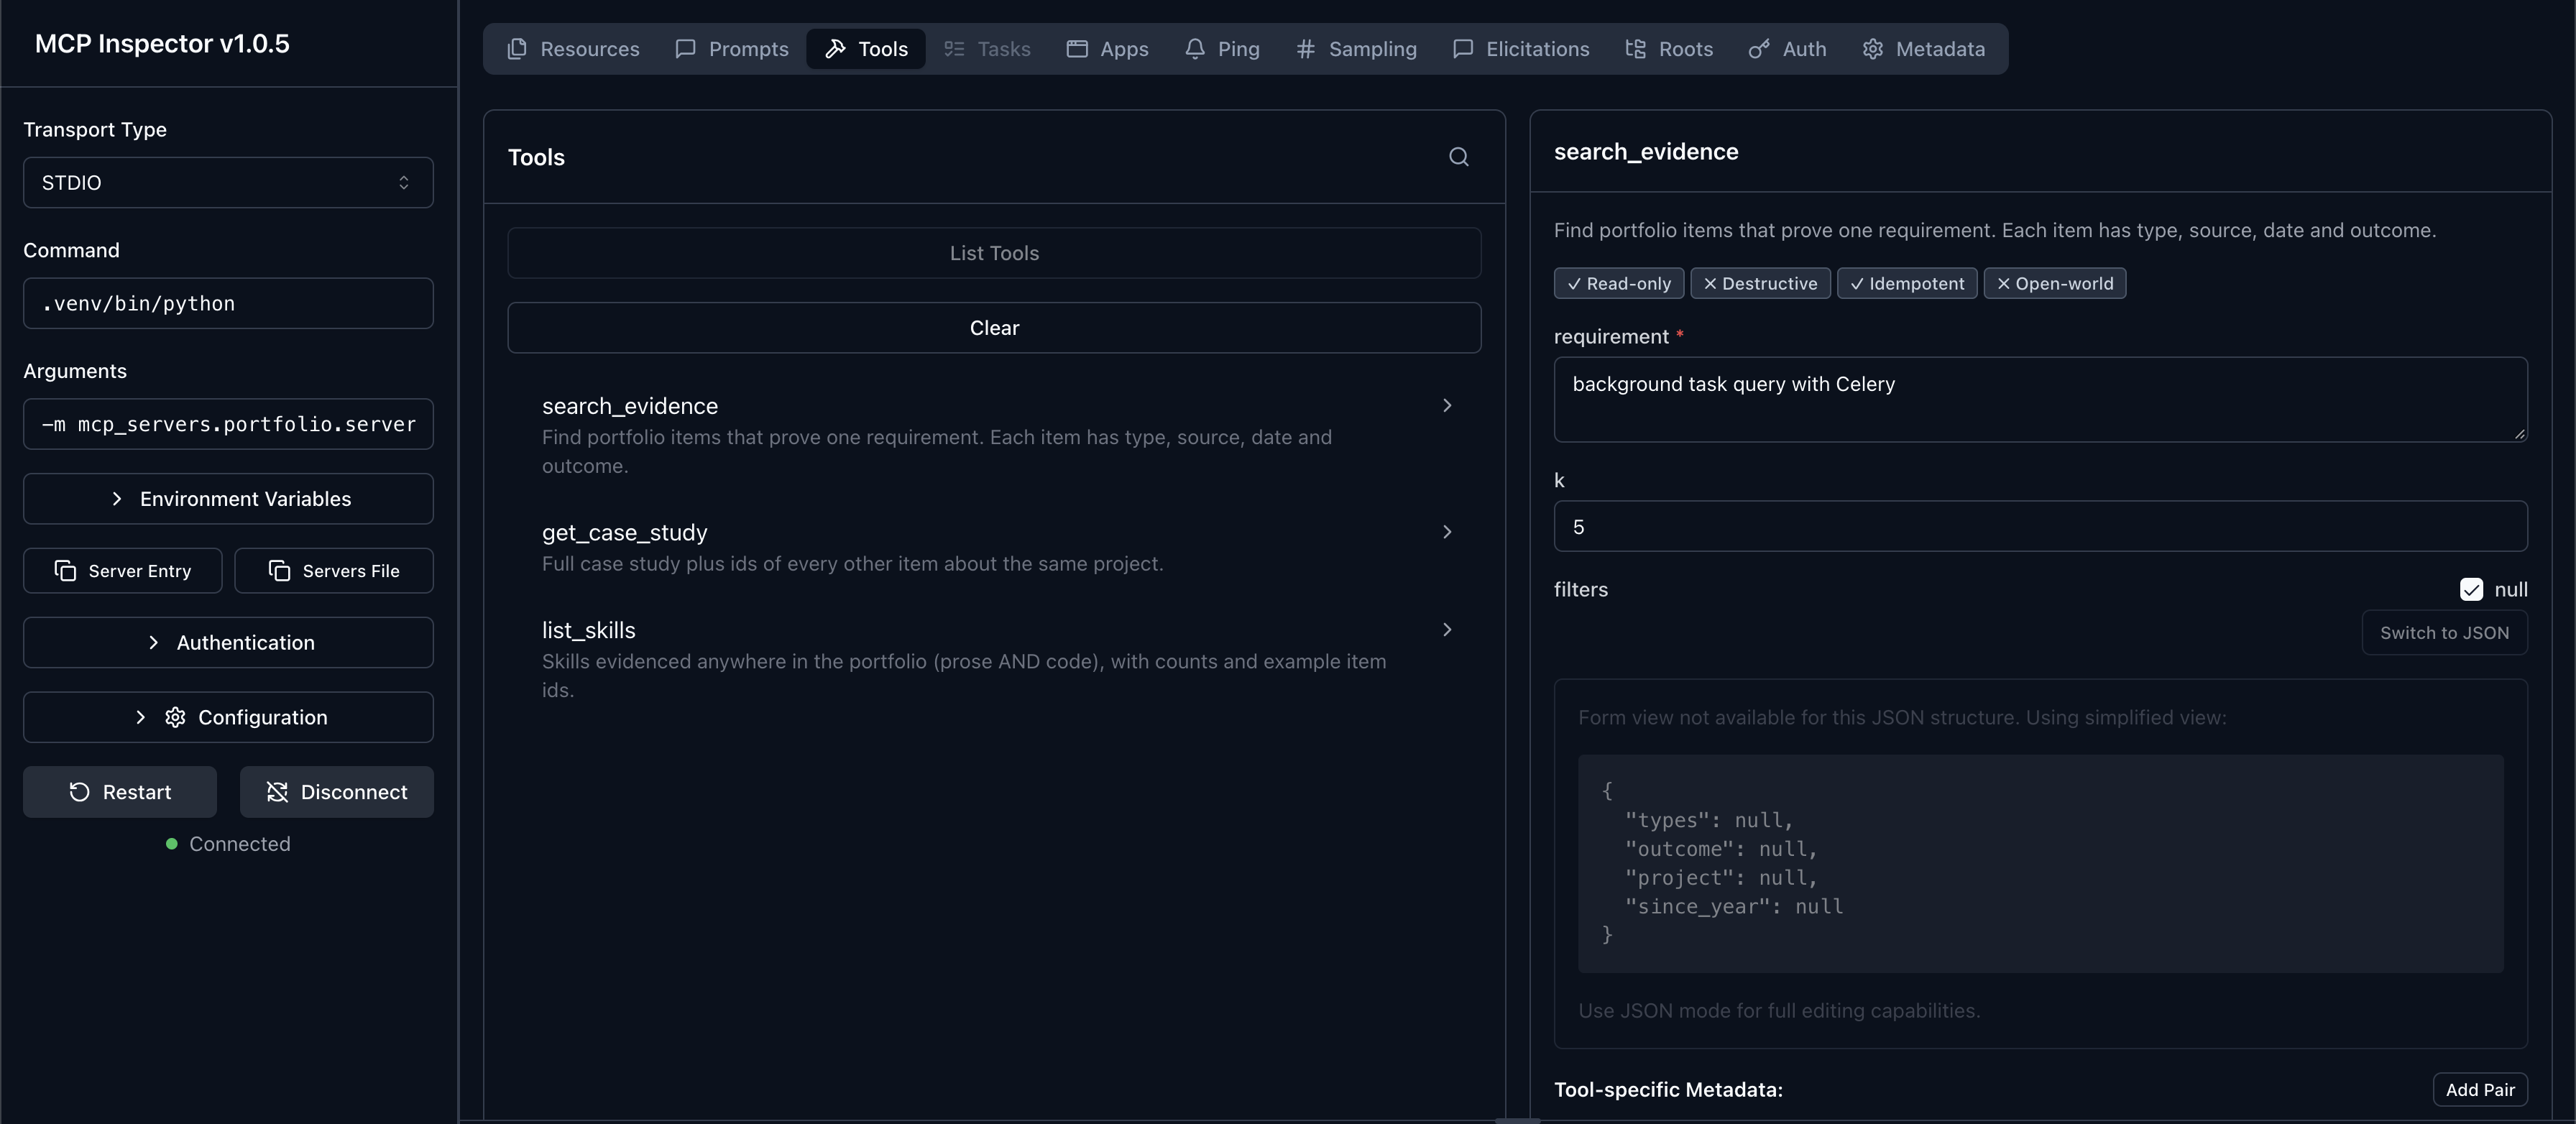 MCP Inspector v1.0.5
Transport Type
STDIO
Command
.venv/bin/python
Arguments
-m mcp_servers.portfolio.server
Environment Variables
Server Entry
Servers File
Authentication
Configuration
Restart
Disconnect
Connected
Resources
Prompts
Tools
Tasks
Apps
Ping
Sampling
Elicitations
Roots
Auth
Metadata
Tools
List Tools
Clear
search_evidence
Find portfolio items that prove one requirement. Each item has type, source, date and
outcome.
get_case_study
Full case study plus ids of every other item about the same project.
list_skills
Skills evidenced anywhere in the portfolio (prose AND code), with counts and example item
ids.
search_evidence
Find portfolio items that prove one requirement. Each item has type, source, date and outcome.
Read-only
Destructive
Idempotent
Open-world
requirement *
background task query with Celery
k
5
filters
null
Switch to JSON
Form view not available for this JSON structure. Using simplified view:
{
"types": null,
"outcome": null,
"project": null,
"since_year": null
}
Use JSON mode for full editing capabilities.
Tool-specific Metadata:
Add Pair